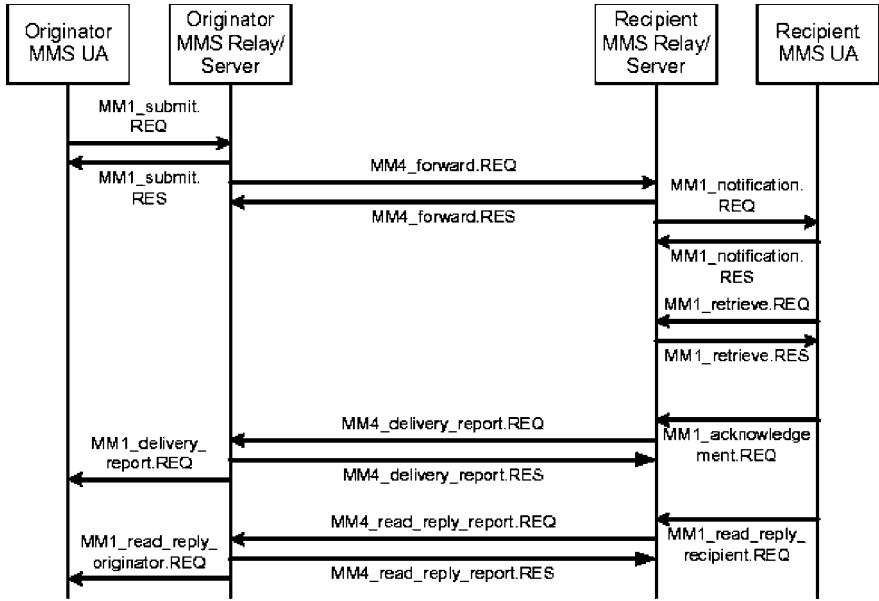 Originator
MMS UA
Originator
MMS Relay/
Server
Recipient
MMS Relay/
Server
Recipient
MMS UA
MM1_submit.
REQ
MM1_submit.
RES
MM4_forward.REQ
MM4_forward.RES
MM1_notification.
REQ
MM1_notification.
RES
MM1_retrieve.REQ
MM1_retrieve.RES
MM1_acknowledge
ment.REQ
MM4_delivery_report.REQ
MM1_delivery_
report.REQ
MM4_delivery_report.RES
MM4_read_reply_report.REQ
MM1_read_reply_
recipient.REQ
MM1_read_reply_
originator.REQ
MM4_read_reply_report.RES